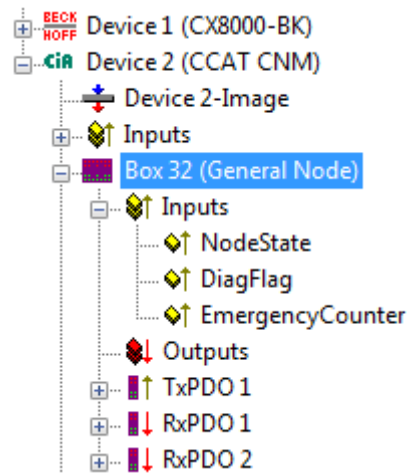 BECK HOFF Device 1 (CX8000-BK)
CiA Device 2 (CCAT CNM)
Device 2-Image
Inputs
Box 32 (General Node)
Inputs
NodeState
DiagFlag
EmergencyCounter
Outputs
TxPDO 1
RxPDO 1
RxPDO 2